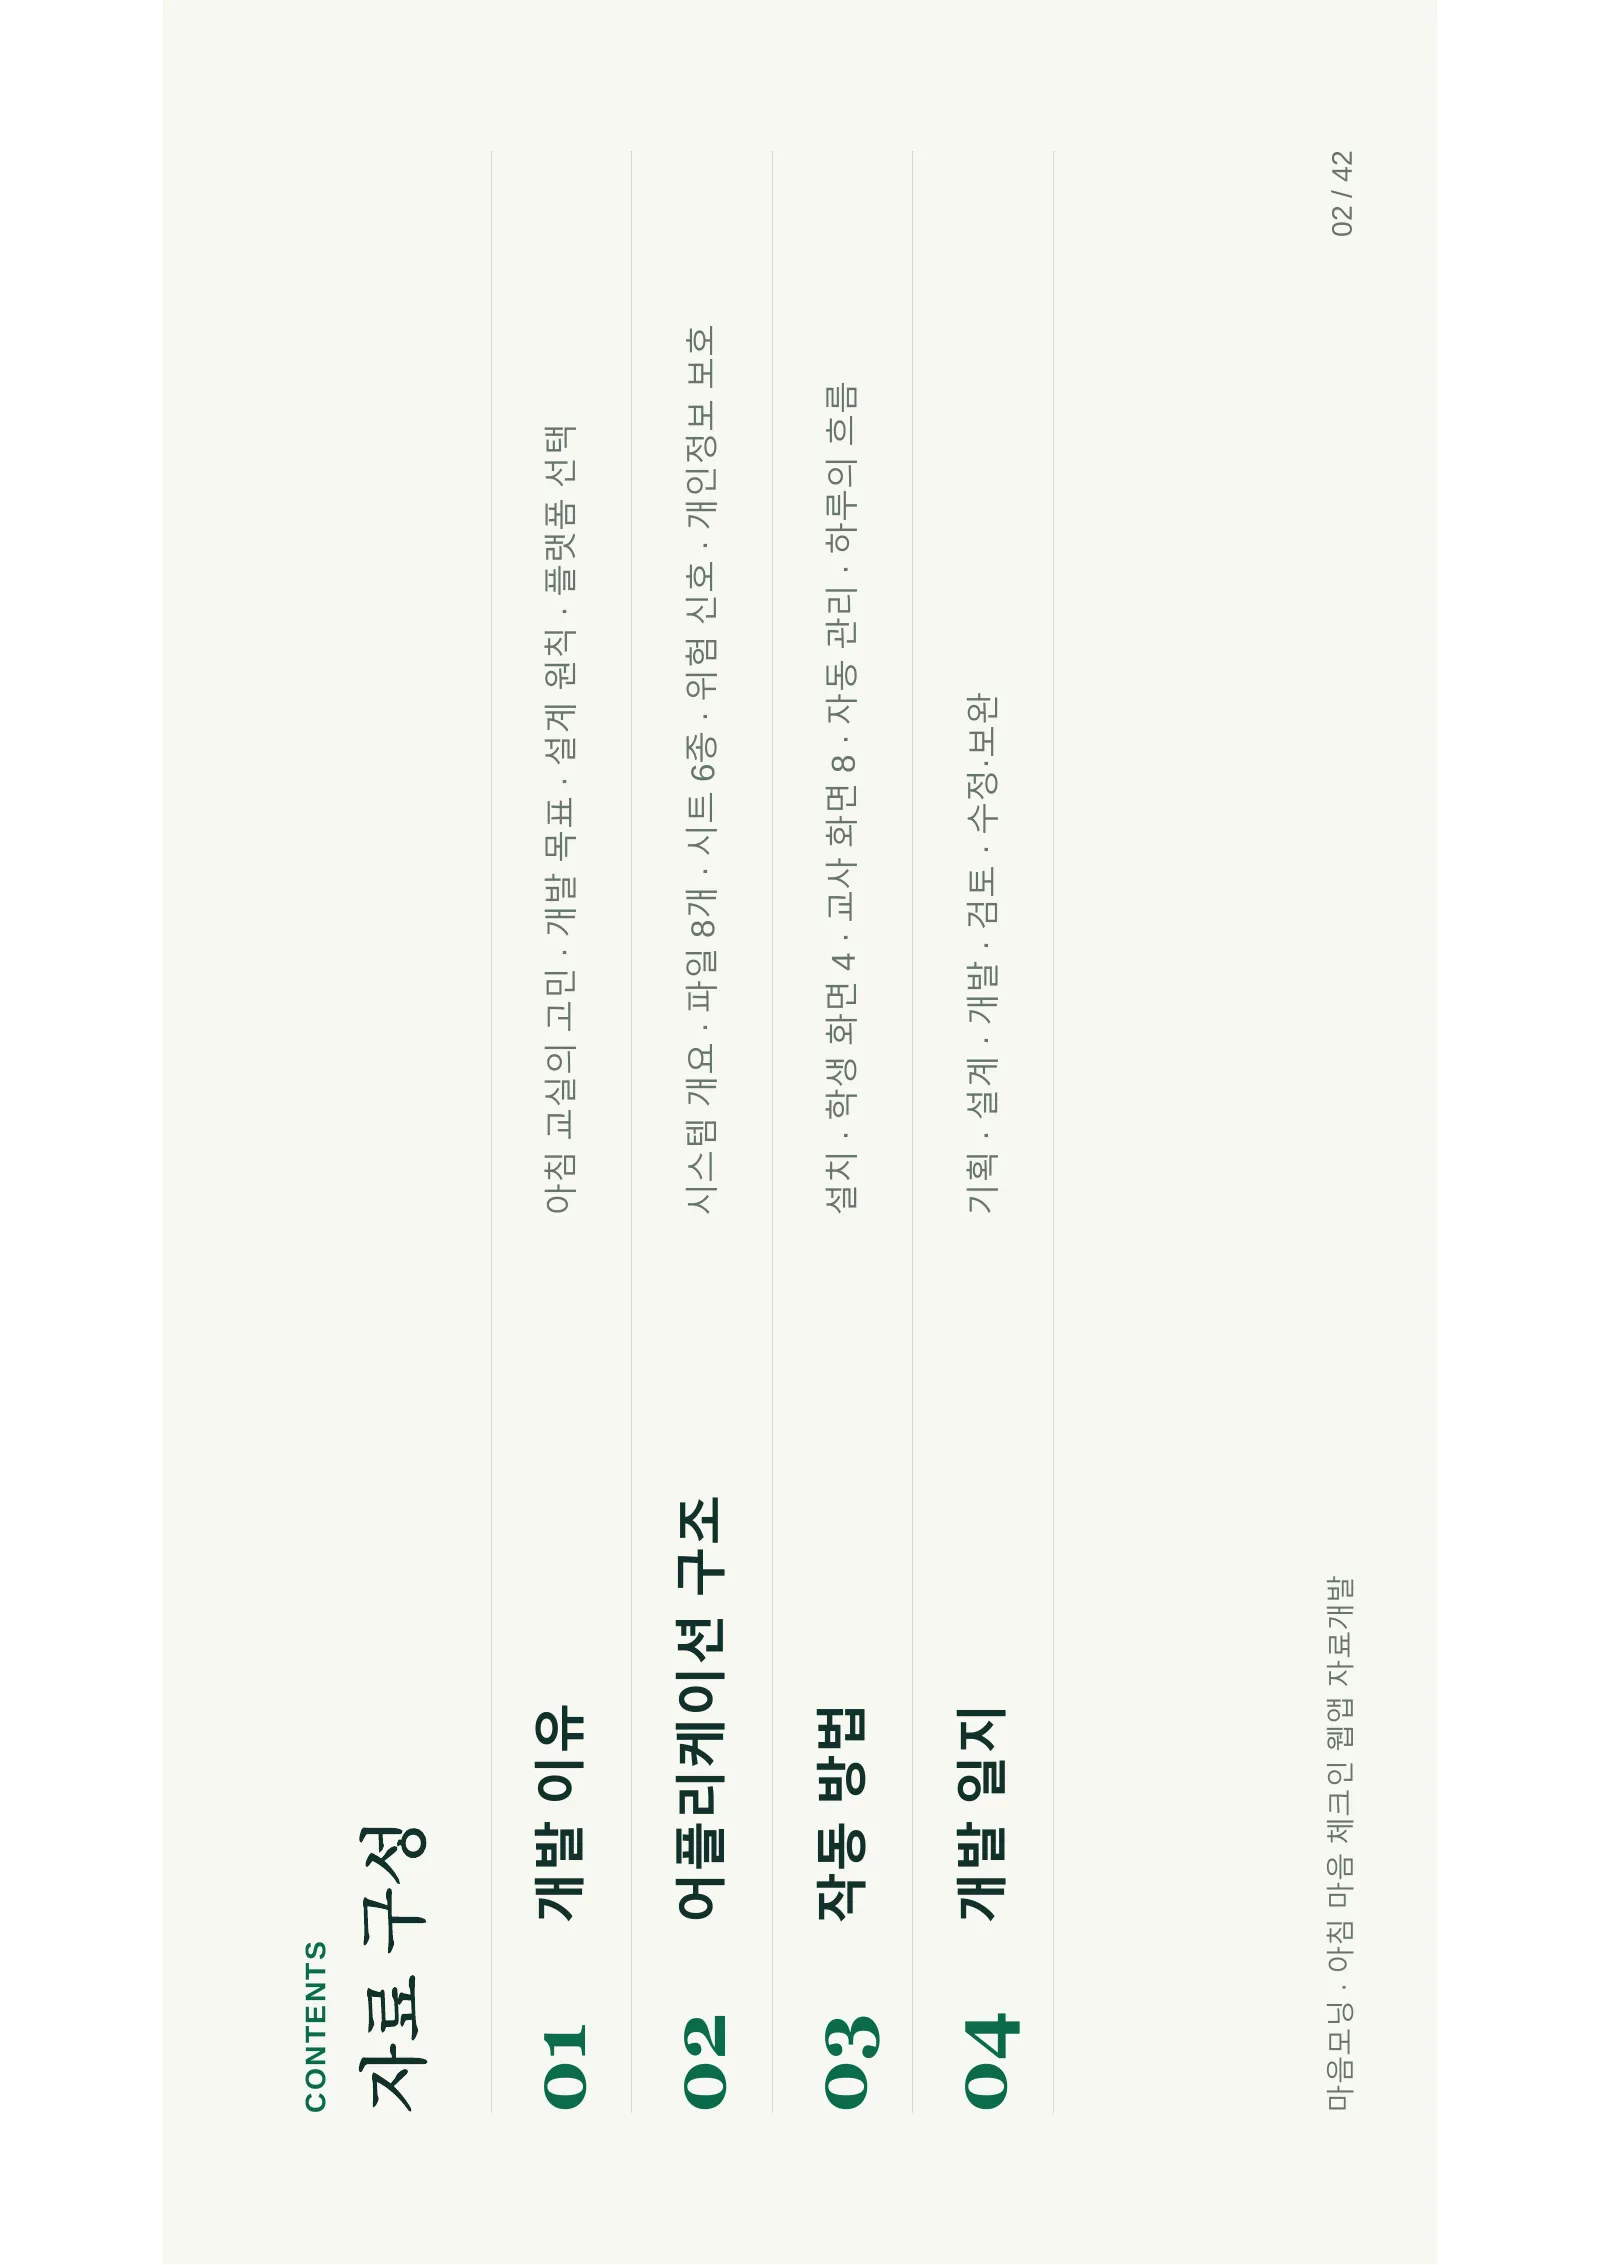 CONTENTS
자료 구성
01 개발 이유 아침 교실의 고민 · 개발 목표 · 설계 원칙 · 플랫폼 선택
02 어플리케이션 구조 시스템 개요 · 파일 8개 · 시트 6종 · 위험 신호 · 개인정보 보호
03 작동 방법 설치 · 학생 화면 4 · 교사 화면 8 · 자동 관리 · 하루의 흐름
04 개발 일지 기획 · 설계 · 개발 · 검토 · 수정·보완
마음모닝 · 아침 마음 체크인 웹앱 자료개발 02 / 42